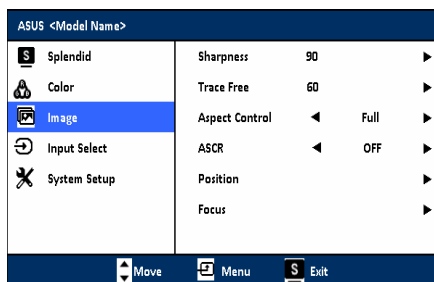 ASUS <Model Name>
S Splendid
Color
Image
Input Select
System Setup
Sharpness 90
Trace Free 60
Aspect Control Full
ASCR OFF
Position
Focus
Move Menu S Exit